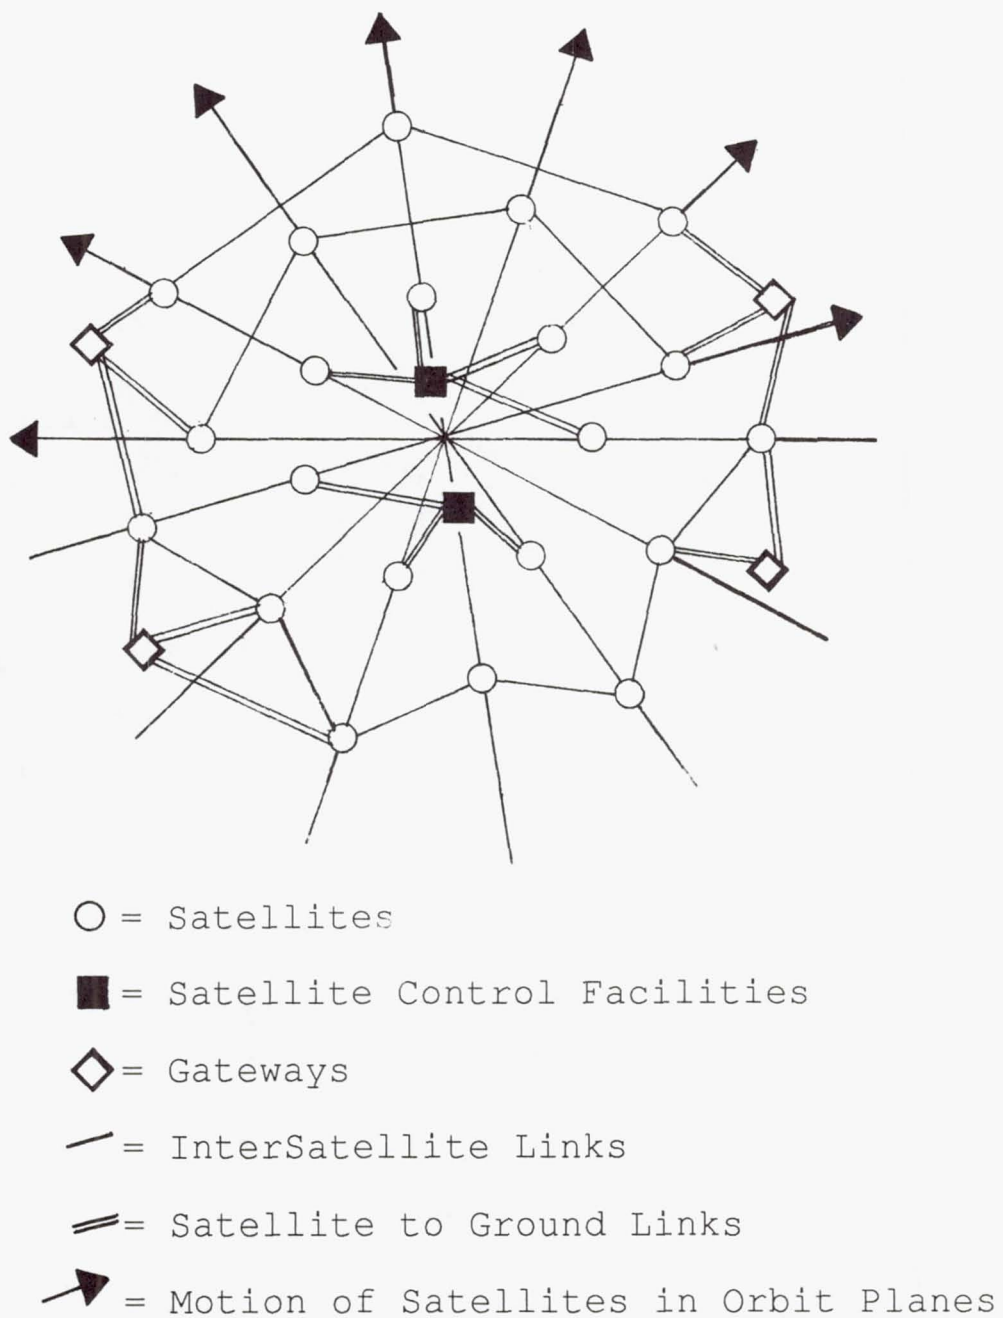 = Satellites
= Satellite Control Facilities
= Gateways
= InterSatellite Links
= Satellite to Ground Links
= Motion of Satellites in Orbit Planes